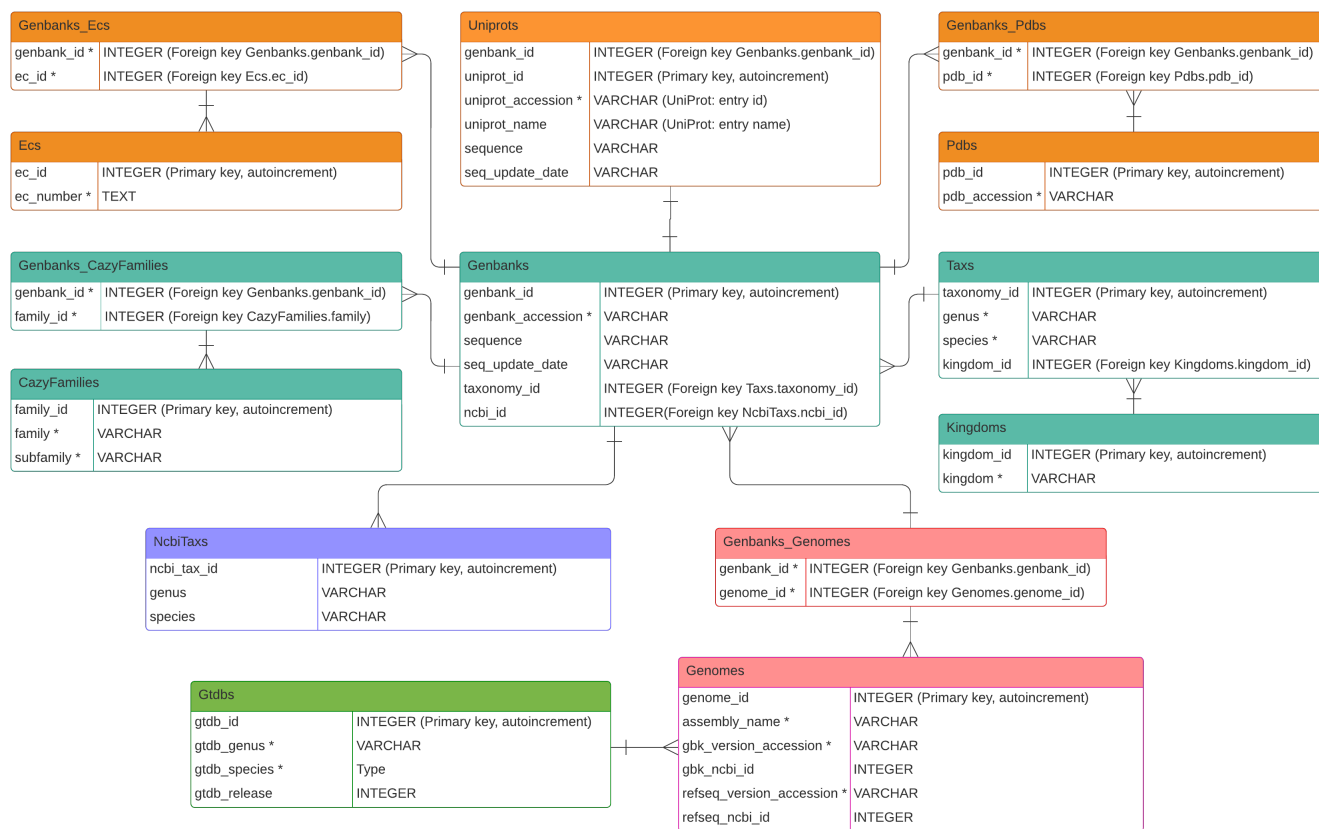 Genbanks_Ecs
genbank_id * INTEGER (Foreign key Genbanks.genbank_id)
ec_id * INTEGER (Foreign key Ecs.ec_id)
Ecs
ec_id INTEGER (Primary key, autoincrement)
ec_number * TEXT
Uniprots
genbank_id INTEGER (Foreign key Genbanks.genbank_id)
uniprot_id INTEGER (Primary key, autoincrement)
uniprot_accession * VARCHAR (UniProt: entry id)
uniprot_name VARCHAR (UniProt: entry name)
sequence VARCHAR
seq_update_date VARCHAR
Genbanks_Pdbs
genbank_id * INTEGER (Foreign key Genbanks.genbank_id)
pdb_id * INTEGER (Foreign key Pdbs.pdb_id)
Pdbs
pdb_id INTEGER (Primary key, autoincrement)
pdb_accession * VARCHAR
Genbanks_CazyFamilies
genbank_id * INTEGER (Foreign key Genbanks.genbank_id)
family_id * INTEGER (Foreign key CazyFamilies.family)
CazyFamilies
family_id INTEGER (Primary key, autoincrement)
family * VARCHAR
subfamily * VARCHAR
Genbanks
genbank_id INTEGER (Primary key, autoincrement)
genbank_accession * VARCHAR
sequence VARCHAR
seq_update_date VARCHAR
taxonomy_id INTEGER (Foreign key Taxs.taxonomy_id)
ncbi_id INTEGER(Foreign key NcbiTaxs.ncbi_id)
Taxs
taxonomy_id INTEGER (Primary key, autoincrement)
genus * VARCHAR
species * VARCHAR
kingdom_id INTEGER (Foreign key Kingdoms.kingdom_id)
Kingdoms
kingdom_id INTEGER (Primary key, autoincrement)
kingdom * VARCHAR
NcbiTaxs
ncbi_tax_id INTEGER (Primary key, autoincrement)
genus VARCHAR
species VARCHAR
Genbanks_Genomes
genbank_id * INTEGER (Foreign key Genbanks.genbank_id)
genome_id * INTEGER (Foreign key Genomes.genome_id)
Gtdbs
gtdb_id INTEGER (Primary key, autoincrement)
gtdb_genus * VARCHAR
gtdb_species * Type
gtdb_release INTEGER
Genomes
genome_id INTEGER (Primary key, autoincrement)
assembly_name * VARCHAR
gbk_version_accession * VARCHAR
gbk_ncbi_id INTEGER
refseq_version_accession * VARCHAR
refseq_ncbi_id INTEGER